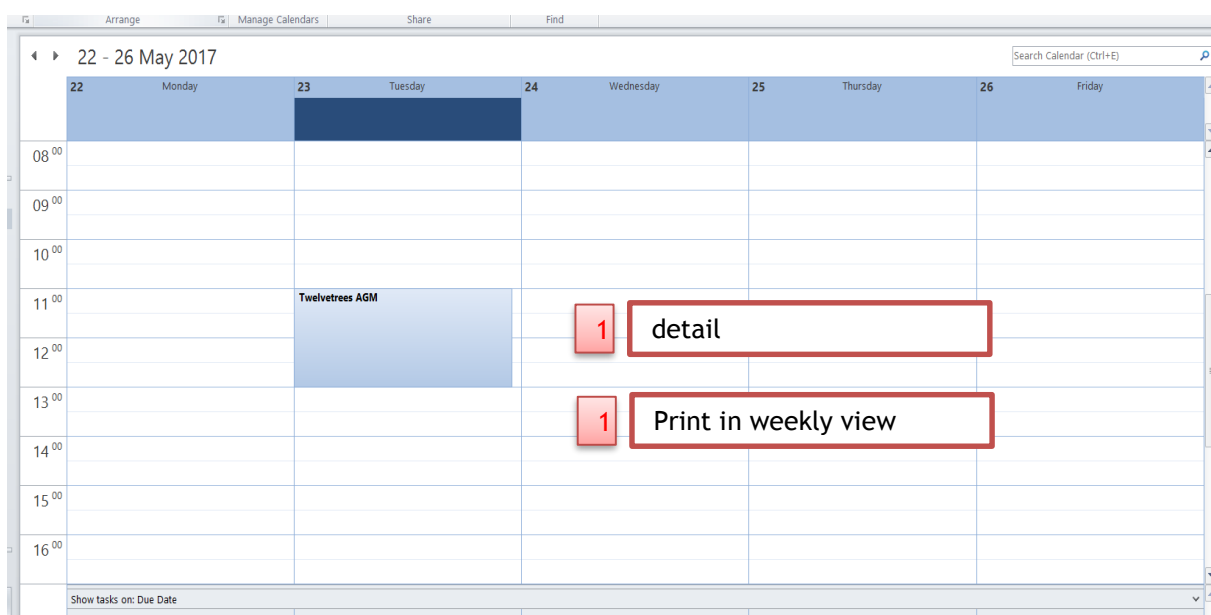 Arrange Manage Calendars Share Find
22 - 26 May 2017
Search Calendar (Ctrl+E)
22 Monday 23 Tuesday 24 Wednesday 25 Thursday 26 Friday
08 00
09 00
10 00
11 00 Twelvetrees AGM
1 detail
12 00
13 00
1 Print in weekly view
14 00
15 00
16 00
Show tasks on: Due Date